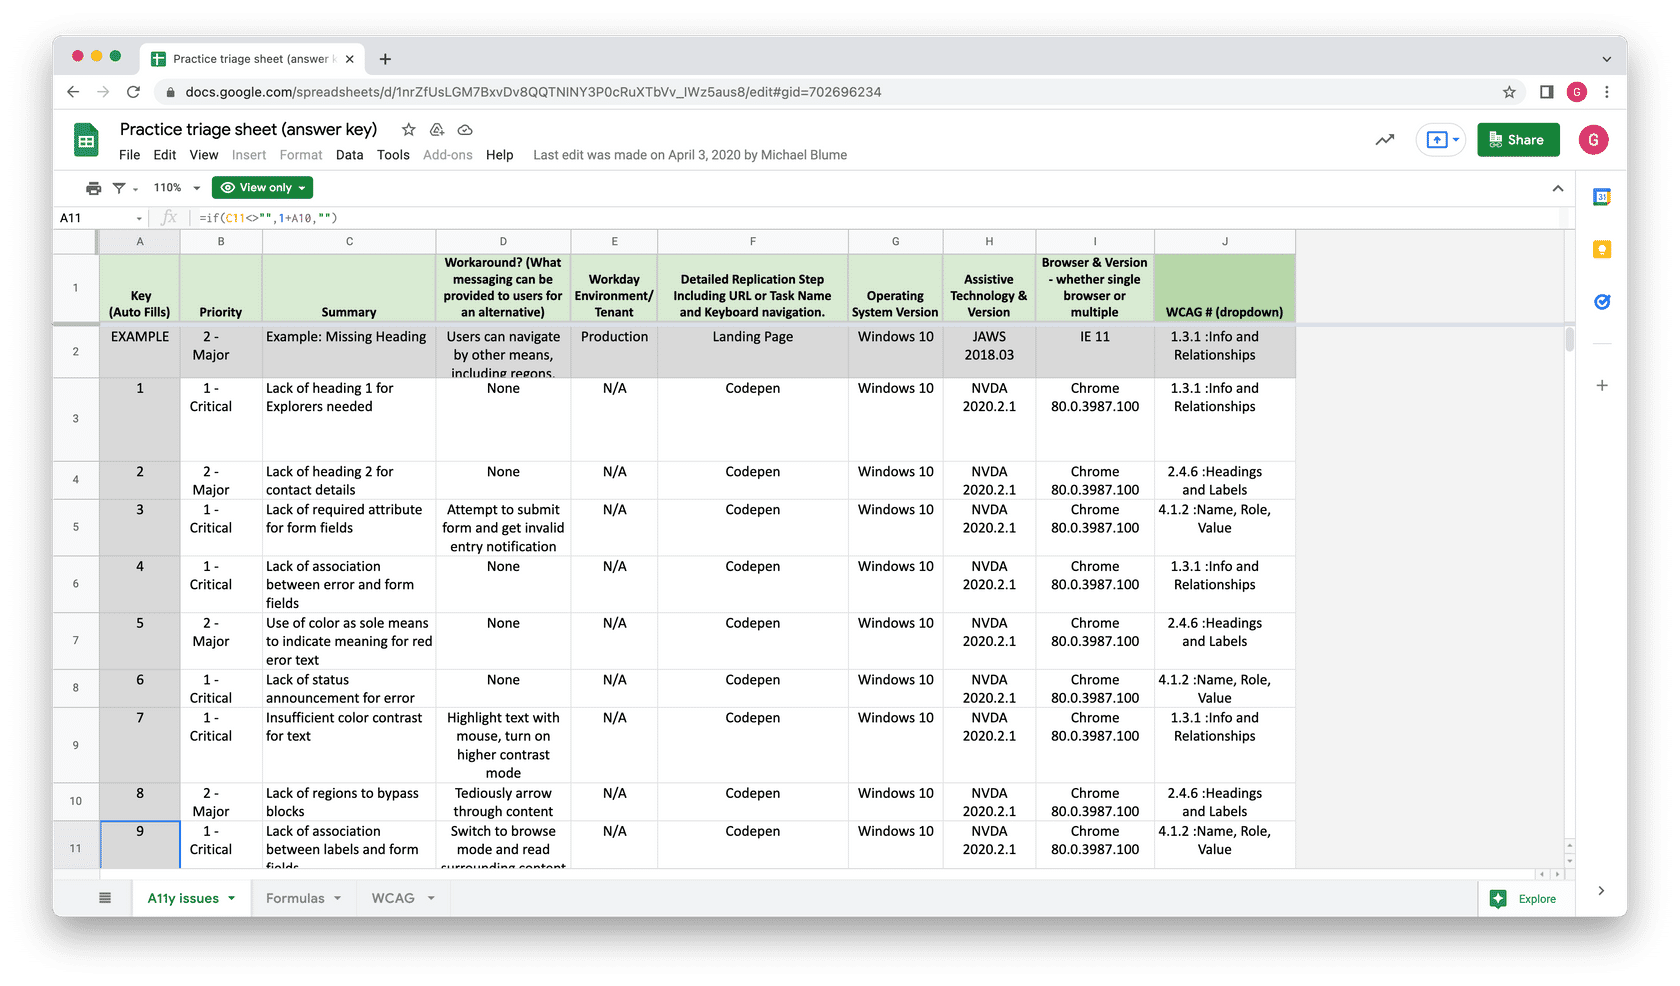 Practice triage sheet (answer k
docs.google.com/spreadsheets/d/1nrZfUsLGM7BxvDv8QQTNINY3P0cRuXTbVv_lWz5aus8/edit#gid=702696234
G
Practice triage sheet (answer key)
File Edit View Insert Format Data Tools Add-ons Help Last edit was made on April 3, 2020 by Michael Blume
Share
G
110% View only
31
A11 fx =if(C11<>"",1+A10,"")
A B C D E F G H I J
1
Key
(Auto Fills)
Priority
Summary
Workaround? (What
messaging can be
provided to users for
an alternative)
Workday
Environment/
Tenant
Detailed Replication Step
Including URL or Task Name
and Keyboard navigation.
Operating
System Version
Assistive
Technology &
Version
Browser & Version
- whether single
browser or
multiple
WCAG # (dropdown)
2
EXAMPLE
2 -
Major
Example: Missing Heading
Users can navigate
by other means,
including regons.
Production
Landing Page
Windows 10
JAWS
2018.03
IE 11
1.3.1 :Info and
Relationships
3
1
1 -
Critical
Lack of heading 1 for
Explorers needed
None
N/A
Codepen
Windows 10
NVDA
2020.2.1
Chrome
80.0.3987.100
1.3.1 :Info and
Relationships
4
2
2 -
Major
Lack of heading 2 for
contact details
None
N/A
Codepen
Windows 10
NVDA
2020.2.1
Chrome
80.0.3987.100
2.4.6 :Headings
and Labels
5
3
1 -
Critical
Lack of required attribute
for form fields
Attempt to submit
form and get invalid
entry notification
N/A
Codepen
Windows 10
NVDA
2020.2.1
Chrome
80.0.3987.100
4.1.2 :Name, Role,
Value
6
4
1 -
Critical
Lack of association
between error and form
fields
None
N/A
Codepen
Windows 10
NVDA
2020.2.1
Chrome
80.0.3987.100
1.3.1 :Info and
Relationships
7
5
2 -
Major
Use of color as sole means
to indicate meaning for red
eror text
None
N/A
Codepen
Windows 10
NVDA
2020.2.1
Chrome
80.0.3987.100
2.4.6 :Headings
and Labels
8
6
1 -
Critical
Lack of status
announcement for error
None
N/A
Codepen
Windows 10
NVDA
2020.2.1
Chrome
80.0.3987.100
4.1.2 :Name, Role,
Value
9
7
1 -
Critical
Insufficient color contrast
for text
Highlight text with
mouse, turn on
higher contrast
mode
N/A
Codepen
Windows 10
NVDA
2020.2.1
Chrome
80.0.3987.100
1.3.1 :Info and
Relationships
10
8
2 -
Major
Lack of regions to bypass
blocks
Tediously arrow
through content
N/A
Codepen
Windows 10
NVDA
2020.2.1
Chrome
80.0.3987.100
2.4.6 :Headings
and Labels
11
9
1 -
Critical
Lack of association
between labels and form
fields
Switch to browse
mode and read
surrounding content
N/A
Codepen
Windows 10
NVDA
2020.2.1
Chrome
80.0.3987.100
4.1.2 :Name, Role,
Value
A11y issues Formulas WCAG Explore